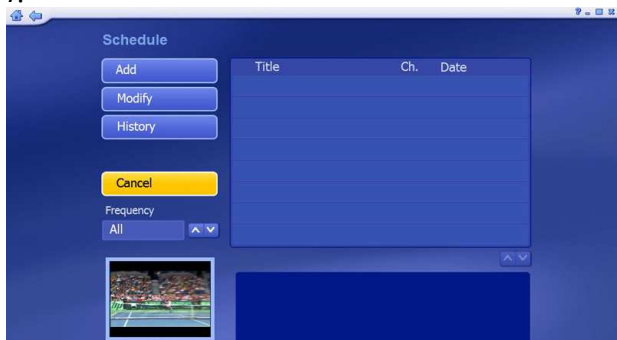 Schedule
Add
Modify
History
Cancel
Frequency
All
Title Ch. Date
?